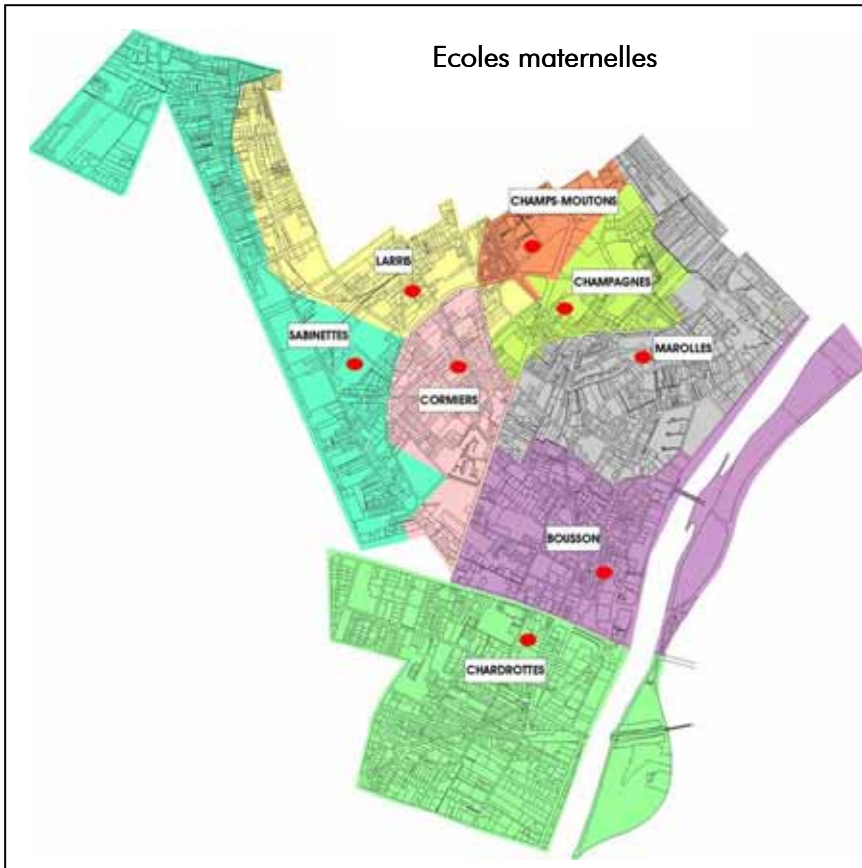 Ecoles maternelles
CHAMPS-MOUTONS
LARRIS
CHAMPAGNES
SABINETTES
MAROLLES
CORMIERS
BOUSSON
CHARDROTTES